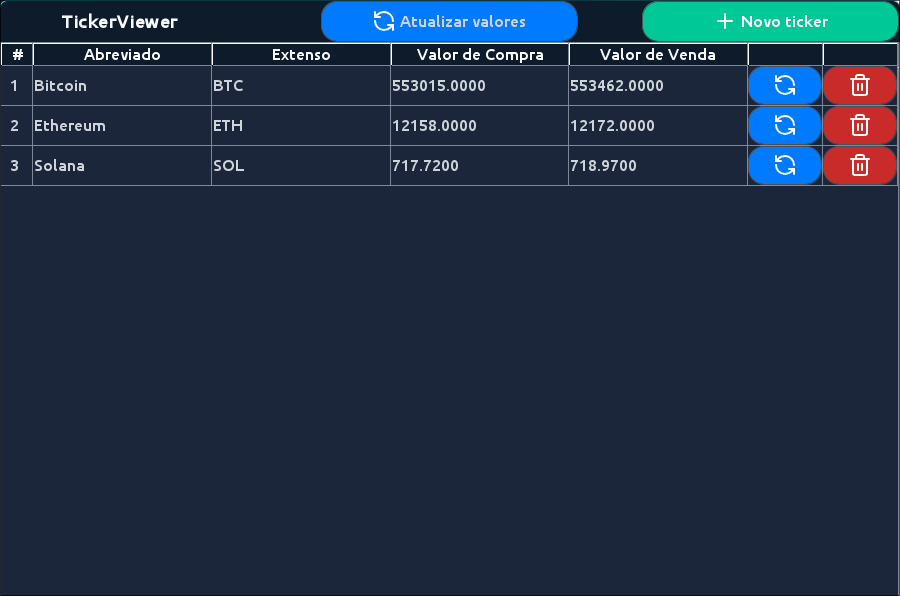 TickerViewer Atualizar valores Novo ticker
# Abreviado Extenso Valor de Compra Valor de Venda
1 Bitcoin BTC 553015.0000 553462.0000
2 Ethereum ETH 12158.0000 12172.0000
3 Solana SOL 717.7200 718.9700